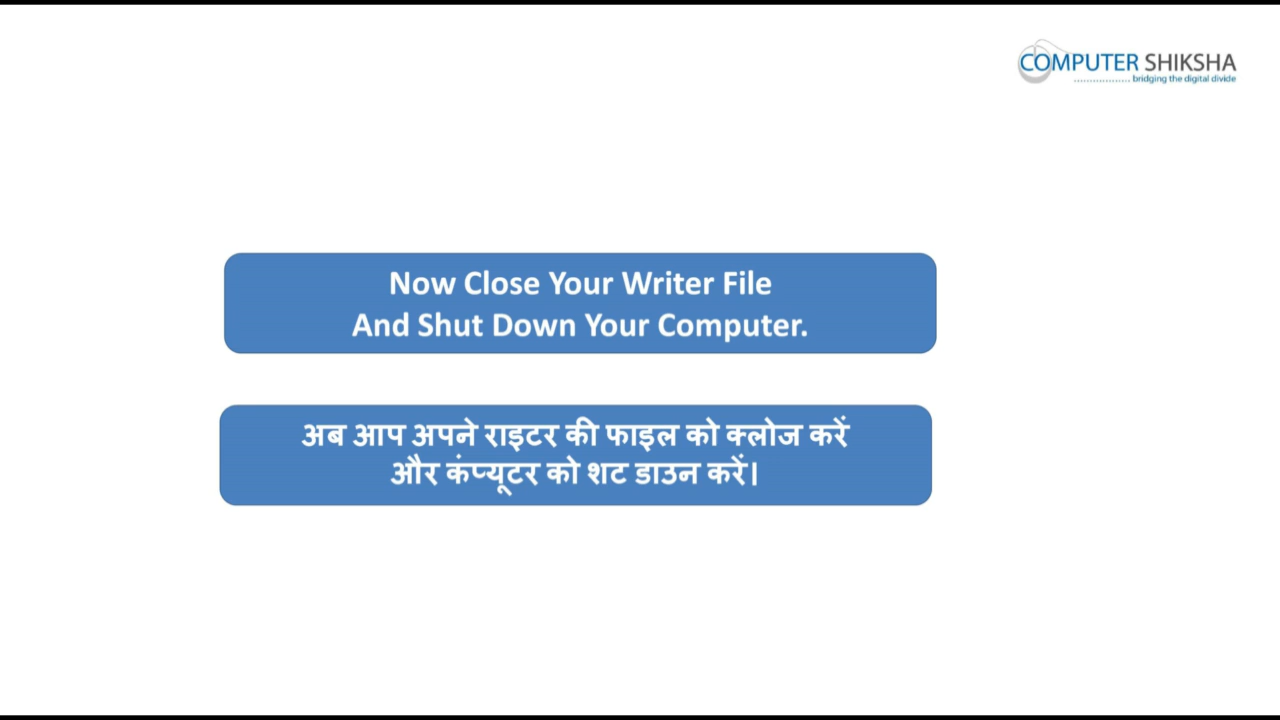 COMPUTER SHIKSHA
.................. bridging the digital divide
Now Close Your Writer File
And Shut Down Your Computer.
अब आप अपने राइटर की फाइल को क्लोज करें
और कंप्यूटर को शट डाउन करें।